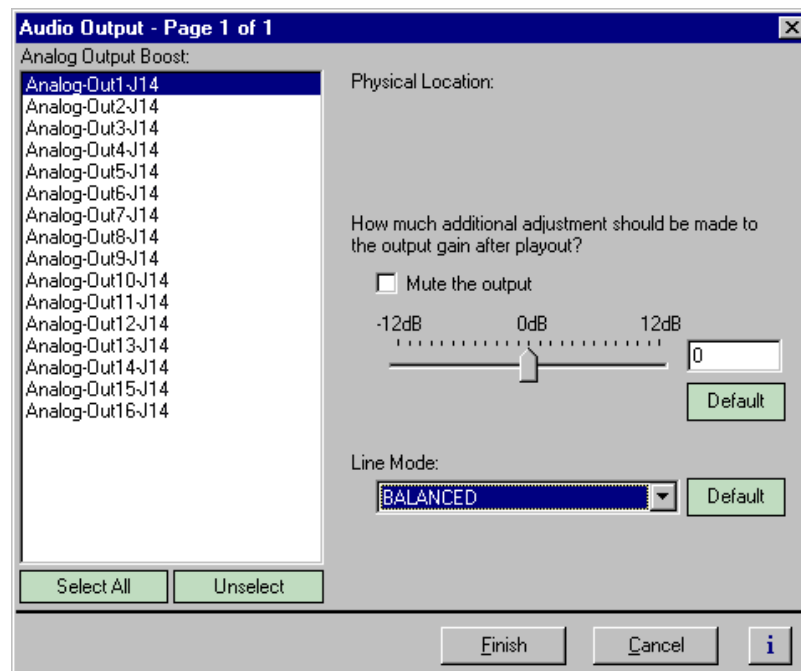 Audio Output - Page 1 of 1
Analog Output Boost:
Analog-Out1-J14
Analog-Out2-J14
Analog-Out3-J14
Analog-Out4-J14
Analog-Out5-J14
Analog-Out6-J14
Analog-Out7-J14
Analog-Out8-J14
Analog-Out9-J14
Analog-Out10-J14
Analog-Out11-J14
Analog-Out12-J14
Analog-Out13-J14
Analog-Out14-J14
Analog-Out15-J14
Analog-Out16-J14
Select All Unselect
Physical Location:
How much additional adjustment should be made to
the output gain after playout?
Mute the output
-12dB 0dB 12dB
0
Default
Line Mode:
BALANCED Default
Finish Cancel i